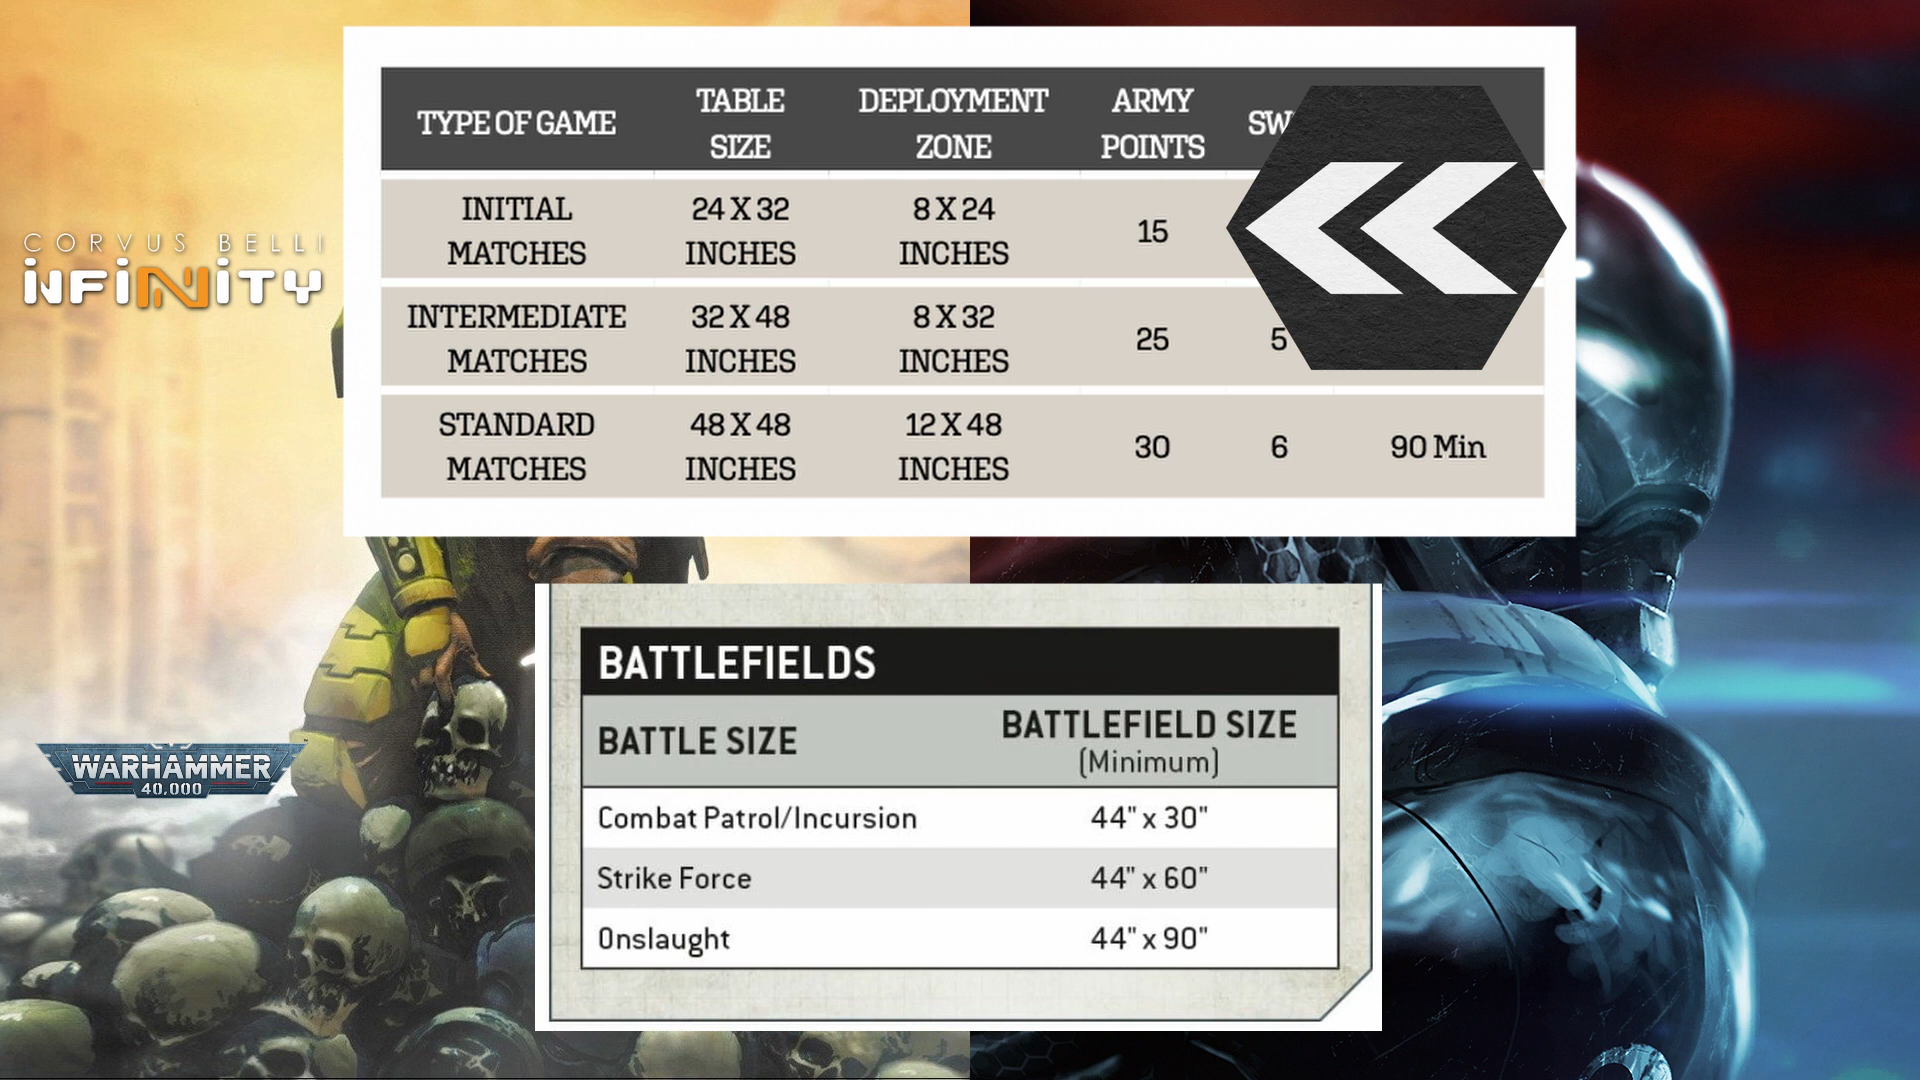 CORVUS BELLI
iNFiNiTY
TYPE OF GAME
TABLE
SIZE
DEPLOYMENT
ZONE
ARMY
POINTS
INITIAL
MATCHES
24 X 32
INCHES
8 X 24
INCHES
15
INTERMEDIATE
MATCHES
32 X 48
INCHES
8 X 32
INCHES
25
5
STANDARD
MATCHES
48 X 48
INCHES
12 X 48
INCHES
30
6
90 Min
WARHAMMER
40,000
BATTLEFIELDS
BATTLE SIZE
BATTLEFIELD SIZE
(Minimum)
Combat Patrol/Incursion
44" x 30"
Strike Force
44" x 60"
Onslaught
44" x 90"